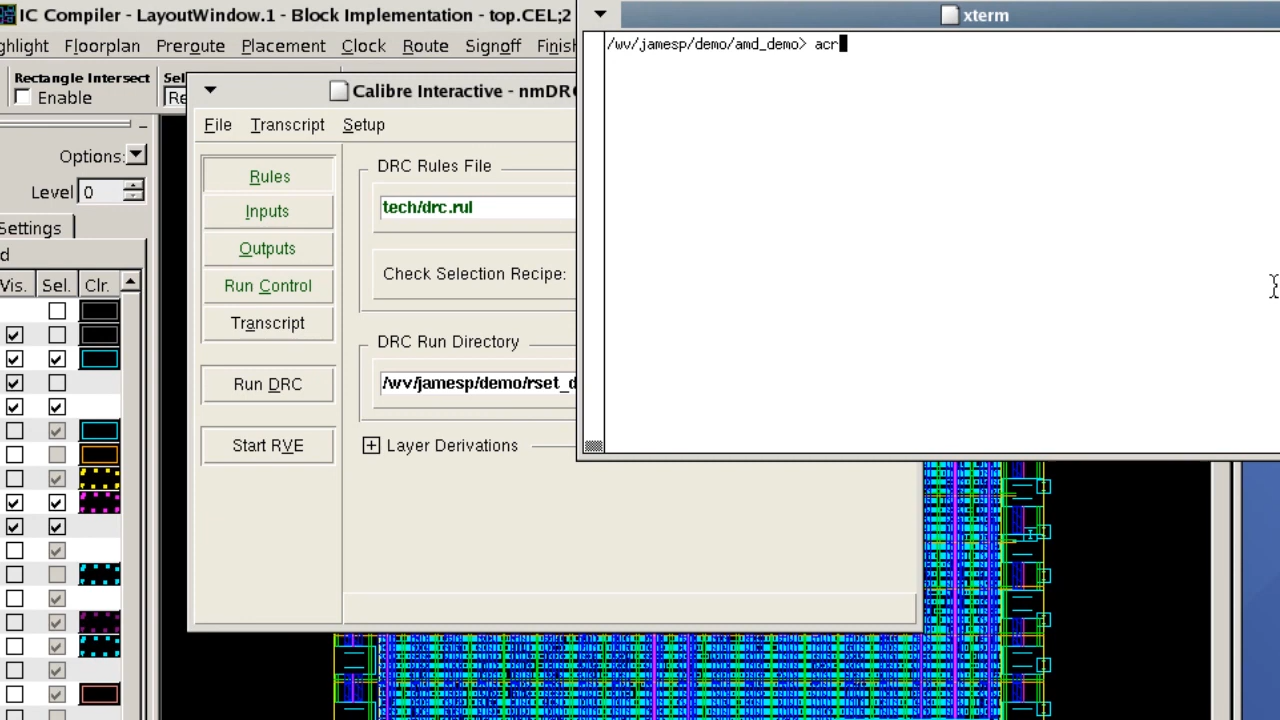 IC Compiler - LayoutWindow.1 - Block Implementation - top.CEL;2
ghlight Floorplan Preroute Placement Clock Route Signoff Finish
Rectangle Intersect
Enable
Options:
Level 0
Settings
d
Vis. Sel. Clr.
Calibre Interactive - nmDRC
File Transcript Setup
Rules
Inputs
Outputs
Run Control
Transcript
Run DRC
Start RVE
DRC Rules File
tech/drc.rul
Check Selection Recipe:
DRC Run Directory
/wv/jamesp/demo/rset_d
Layer Derivations
xterm
/wv/jamesp/demo/amd_demo> acr